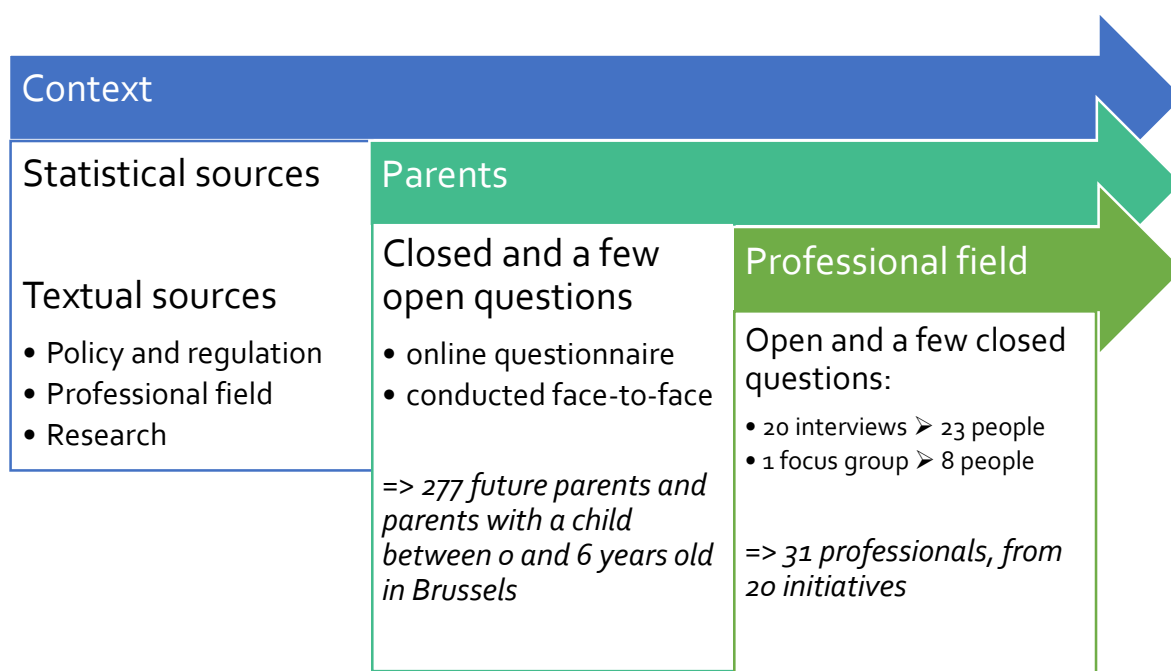 Context
Statistical sources
Textual sources
• Policy and regulation
• Professional field
• Research
Parents
Closed and a few
open questions
• online questionnaire
• conducted face-to-face
=> 277 future parents and
parents with a child
between 0 and 6 years old
in Brussels
Professional field
Open and a few closed
questions:
• 20 interviews ➢ 23 people
• 1 focus group ➢ 8 people
=> 31 professionals, from
20 initiatives